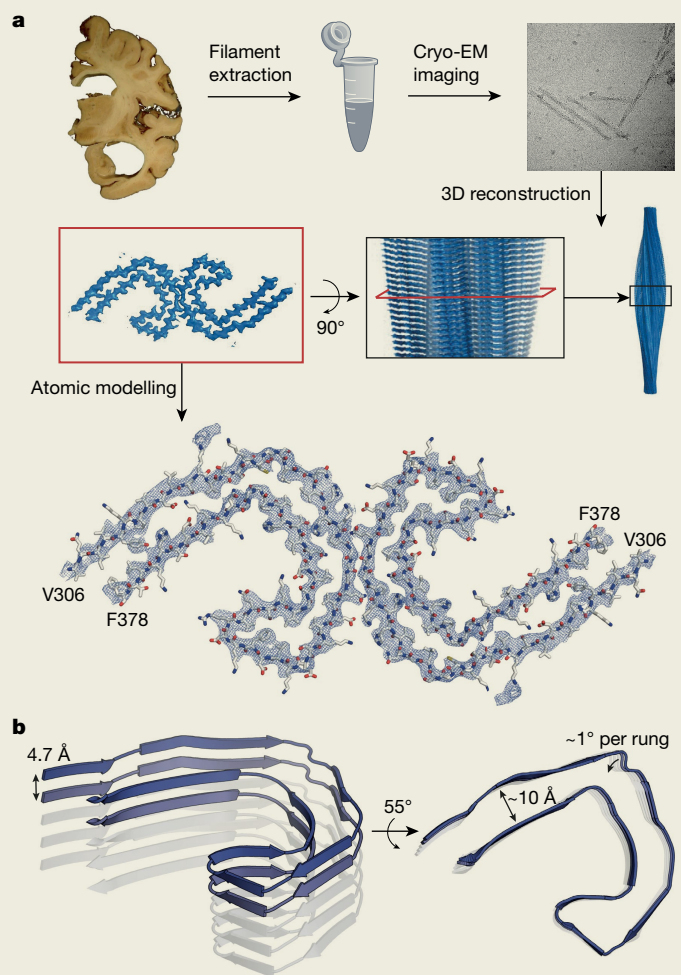 a
Filament
extraction
Cryo-EM
imaging
3D reconstruction
90°
Atomic modelling
F378
V306
V306
F378
b
4.7 Å
55°
~1° per rung
~10 Å